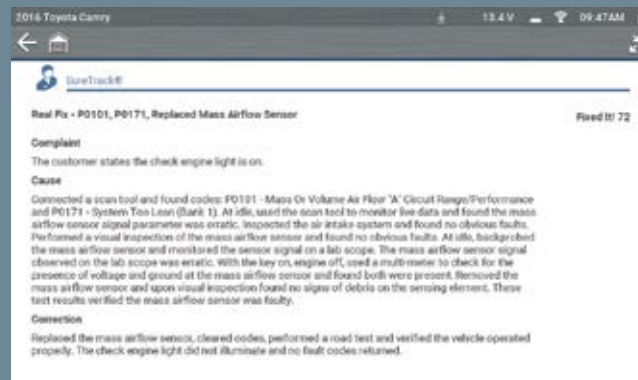 2016 Toyota Camry 13.4 V 09:47AM
SureTrack®
Real Fix - P0101, P0171, Replaced Mass Airflow Sensor Fixed It! 72
Complaint
The customer states the check engine light is on.
Cause
Connected a scan tool and found codes: P0101 - Mass Or Volume Air Flow "A" Circuit Range/Performance
and P0171 - System Too Lean (Bank 1). At idle, used the scan tool to monitor live data and found the mass
airflow sensor signal parameter was erratic. Inspected the air intake system and found no obvious faults.
Performed a visual inspection of the mass airflow sensor and found no obvious faults. At idle, backprobed
the mass airflow sensor and monitored the sensor signal on a lab scope. The mass airflow sensor signal
observed on the lab scope was erratic. With the key on, engine off, used a multi-meter to check for the
presence of voltage and ground at the mass airflow sensor and found both were present. Removed the
mass airflow sensor and upon visual inspection found no signs of debris on the sensing element. These
test results verified the mass airflow sensor was faulty.
Correction
Replaced the mass airflow sensor, cleared codes, performed a road test and verified the vehicle operated
properly. The check engine light did not illuminate and no fault codes returned.